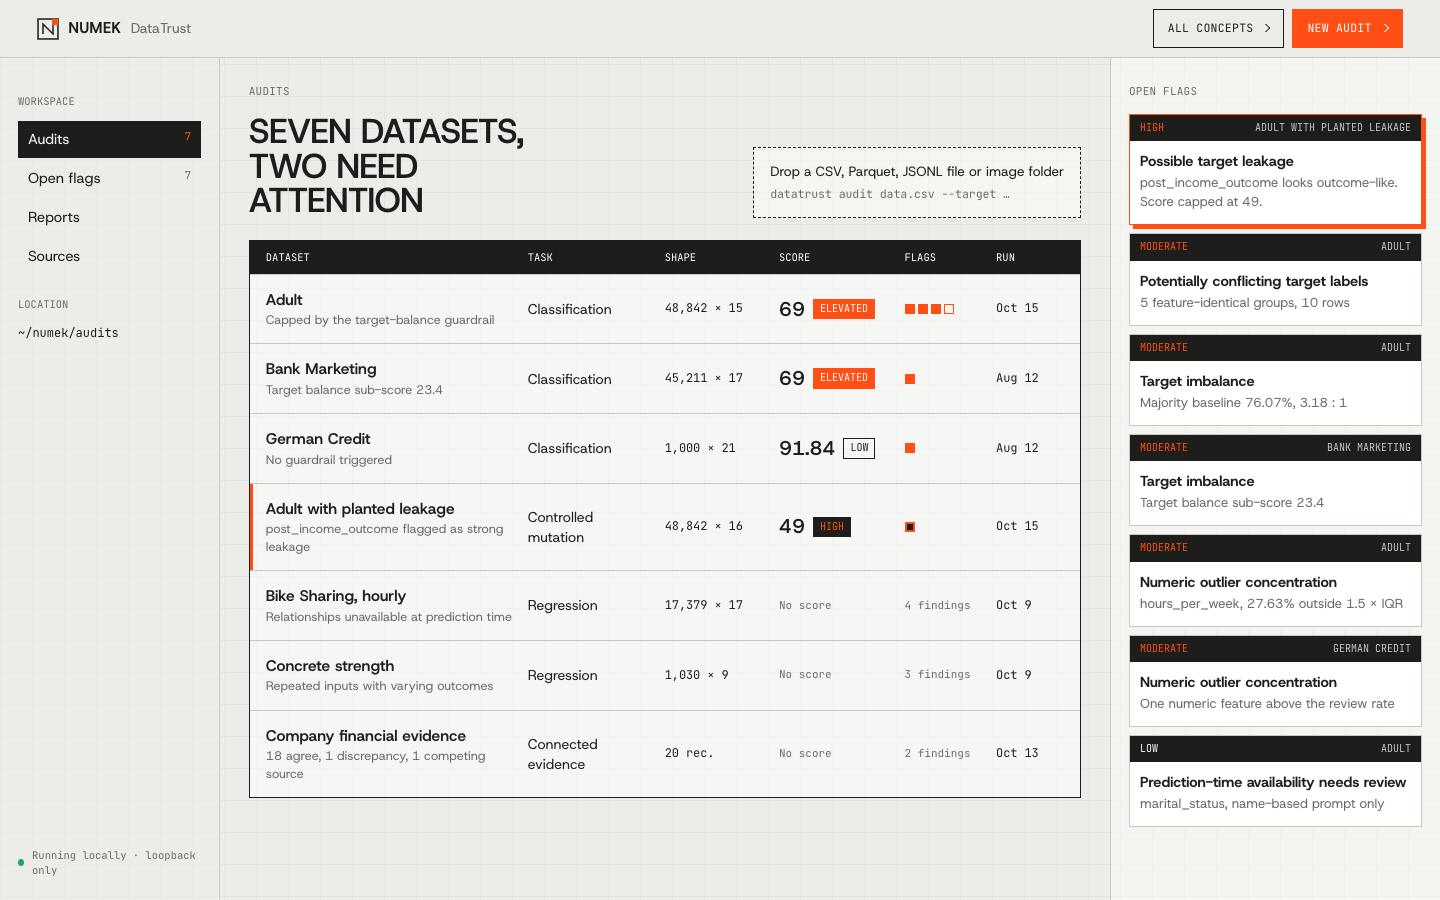 NUMEK DataTrust
ALL CONCEPTS
NEW AUDIT
WORKSPACE
Audits 7
Open flags 7
Reports
Sources
LOCATION
~/numek/audits
Running locally · loopback
only
AUDITS
SEVEN DATASETS,
TWO NEED
ATTENTION
Drop a CSV, Parquet, JSONL file or image folder
datatrust audit data.csv --target …
DATASET TASK SHAPE SCORE FLAGS RUN
Adult
Capped by the target-balance guardrail
Classification
48,842 × 15
69 ELEVATED
Oct 15
Bank Marketing
Target balance sub-score 23.4
Classification
45,211 × 17
69 ELEVATED
Aug 12
German Credit
No guardrail triggered
Classification
1,000 × 21
91.84 LOW
Aug 12
Adult with planted leakage
post_income_outcome flagged as strong
leakage
Controlled
mutation
48,842 × 16
49 HIGH
Oct 15
Bike Sharing, hourly
Relationships unavailable at prediction time
Regression
17,379 × 17
No score
4 findings
Oct 9
Concrete strength
Repeated inputs with varying outcomes
Regression
1,030 × 9
No score
3 findings
Oct 9
Company financial evidence
18 agree, 1 discrepancy, 1 competing
source
Connected
evidence
20 rec.
No score
2 findings
Oct 13
OPEN FLAGS
HIGH ADULT WITH PLANTED LEAKAGE
Possible target leakage
post_income_outcome looks outcome-like.
Score capped at 49.
MODERATE ADULT
Potentially conflicting target labels
5 feature-identical groups, 10 rows
MODERATE ADULT
Target imbalance
Majority baseline 76.07%, 3.18 : 1
MODERATE BANK MARKETING
Target imbalance
Target balance sub-score 23.4
MODERATE ADULT
Numeric outlier concentration
hours_per_week, 27.63% outside 1.5 × IQR
MODERATE GERMAN CREDIT
Numeric outlier concentration
One numeric feature above the review rate
LOW ADULT
Prediction-time availability needs review
marital_status, name-based prompt only